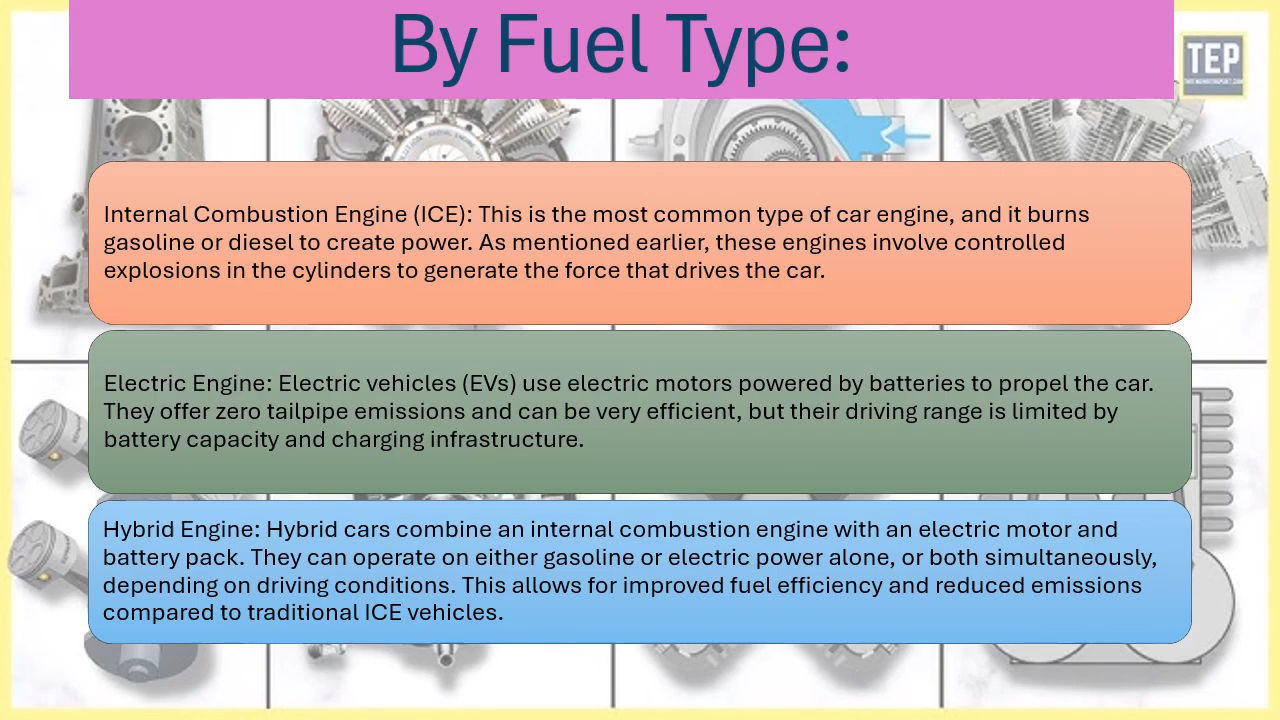 By Fuel Type:
TEP
Internal Combustion Engine (ICE): This is the most common type of car engine, and it burns
gasoline or diesel to create power. As mentioned earlier, these engines involve controlled
explosions in the cylinders to generate the force that drives the car.
Electric Engine: Electric vehicles (EVs) use electric motors powered by batteries to propel the car.
They offer zero tailpipe emissions and can be very efficient, but their driving range is limited by
battery capacity and charging infrastructure.
Hybrid Engine: Hybrid cars combine an internal combustion engine with an electric motor and
battery pack. They can operate on either gasoline or electric power alone, or both simultaneously,
depending on driving conditions. This allows for improved fuel efficiency and reduced emissions
compared to traditional ICE vehicles.